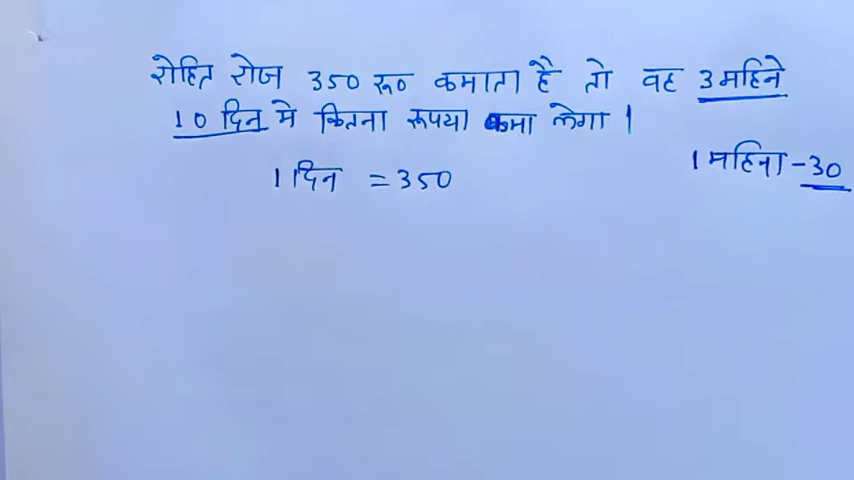 रोहित रोज 350 रू० कमाता है तो वह 3 महिने
10 दिन मे कितना रूपया कमा लेगा।
1 महिना - 30
1 दिन = 350